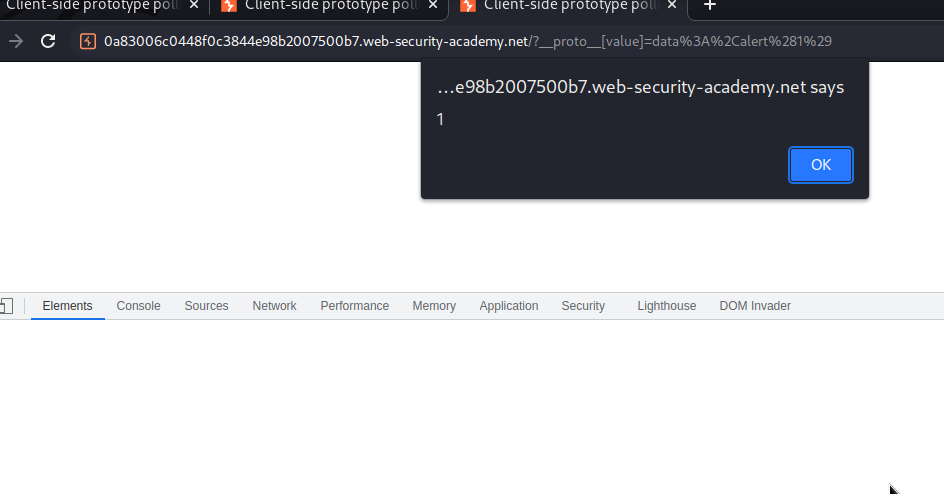 Client-side prototype poll × Client-side prototype poll × Client-side prototype poll × +
0a83006c0448f0c3844e98b2007500b7.web-security-academy.net/?__proto__[value]=data%3A%2Calert%281%29
...e98b2007500b7.web-security-academy.net says
1
OK
Elements Console Sources Network Performance Memory Application Security Lighthouse DOM Invader